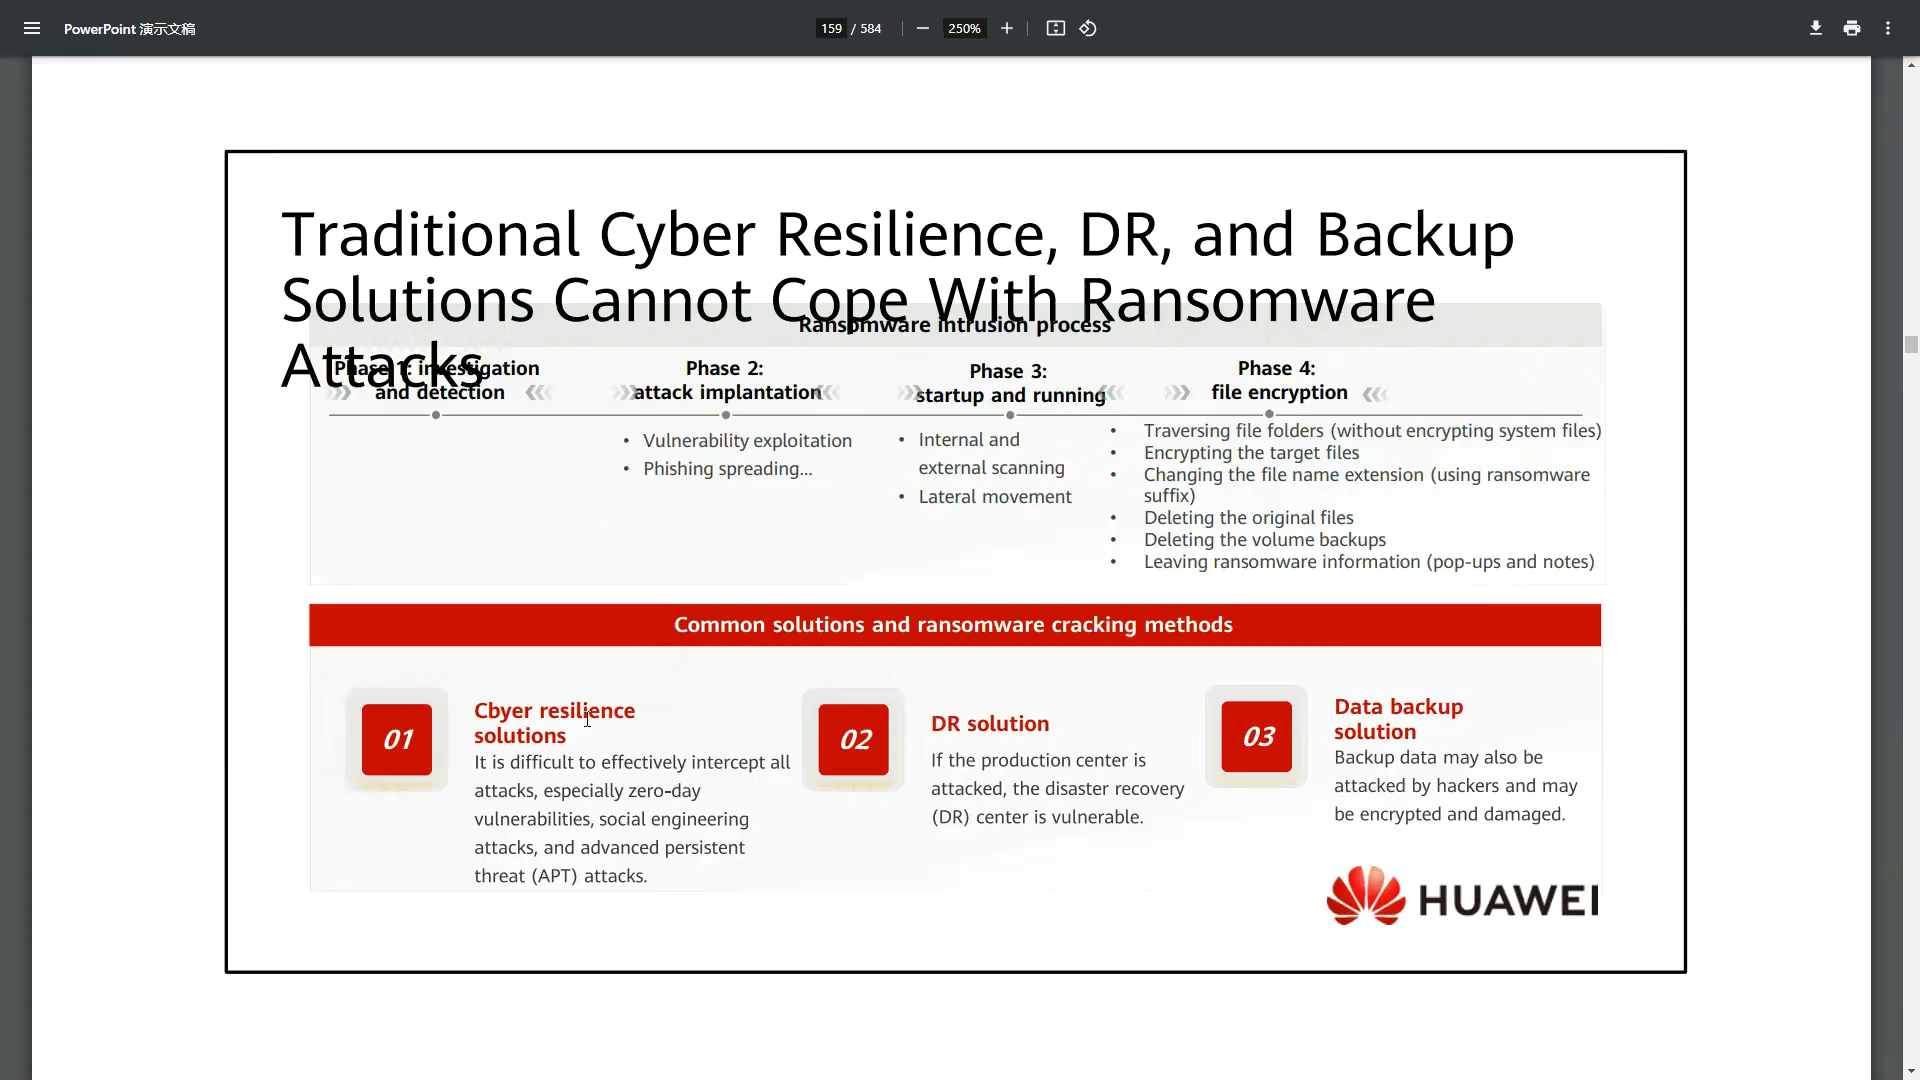 PowerPoint 演示文稿
159 / 584
250%
Traditional Cyber Resilience, DR, and Backup
Solutions Cannot Cope With Ransomware
Attacks
Ransomware intrusion process
Phase 1: investigation
and detection
Phase 2:
attack implantation
• Vulnerability exploitation
• Phishing spreading...
Phase 3:
startup and running
• Internal and
external scanning
• Lateral movement
Phase 4:
file encryption
• Traversing file folders (without encrypting system files)
• Encrypting the target files
• Changing the file name extension (using ransomware
suffix)
• Deleting the original files
• Deleting the volume backups
• Leaving ransomware information (pop-ups and notes)
Common solutions and ransomware cracking methods
01
Cbyer resilience
solutions
It is difficult to effectively intercept all
attacks, especially zero-day
vulnerabilities, social engineering
attacks, and advanced persistent
threat (APT) attacks.
02
DR solution
If the production center is
attacked, the disaster recovery
(DR) center is vulnerable.
03
Data backup
solution
Backup data may also be
attacked by hackers and may
be encrypted and damaged.
HUAWEI